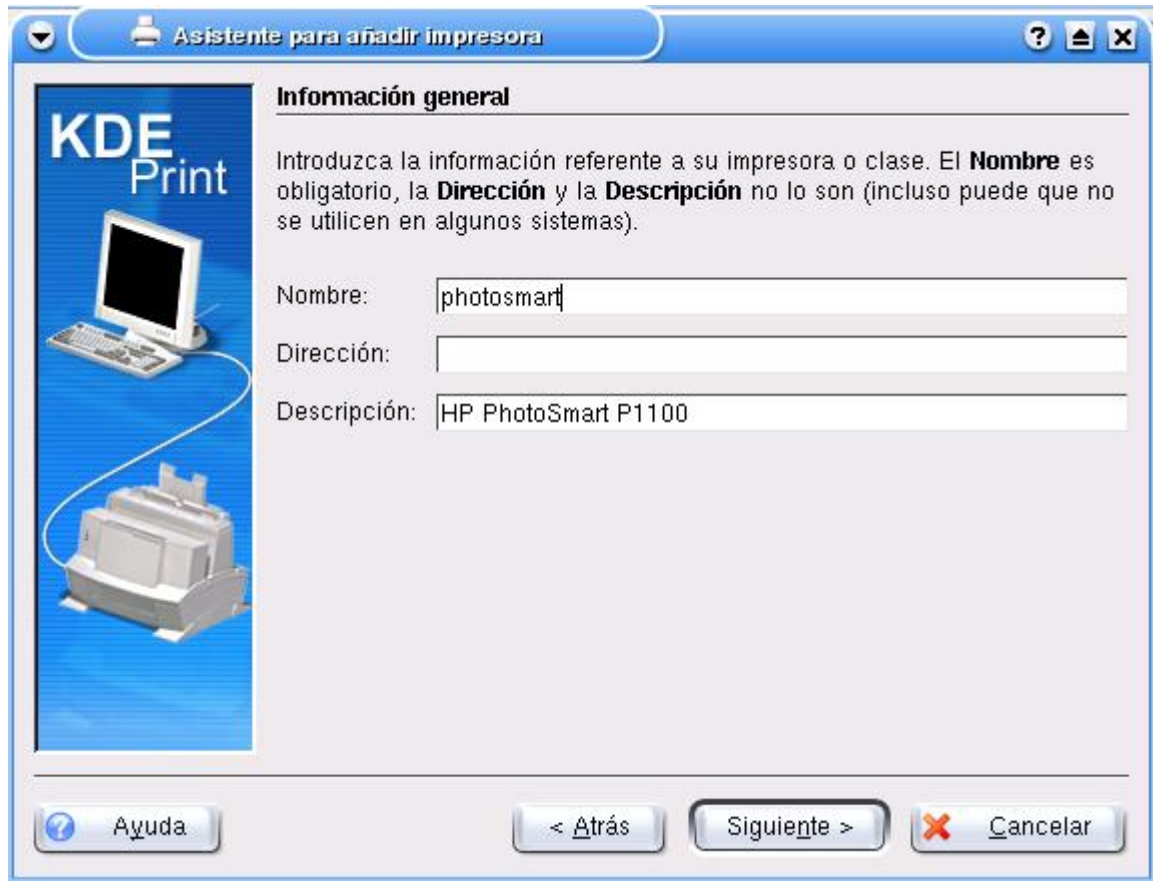 Asistente para añadir impresora
KDE
Print
Información general
Introduzca la información referente a su impresora o clase. El Nombre es
obligatorio, la Dirección y la Descripción no lo son (incluso puede que no
se utilicen en algunos sistemas).
Nombre: photosmart
Dirección:
Descripción: HP PhotoSmart P1100
Ayuda < Atrás Siguiente > Cancelar